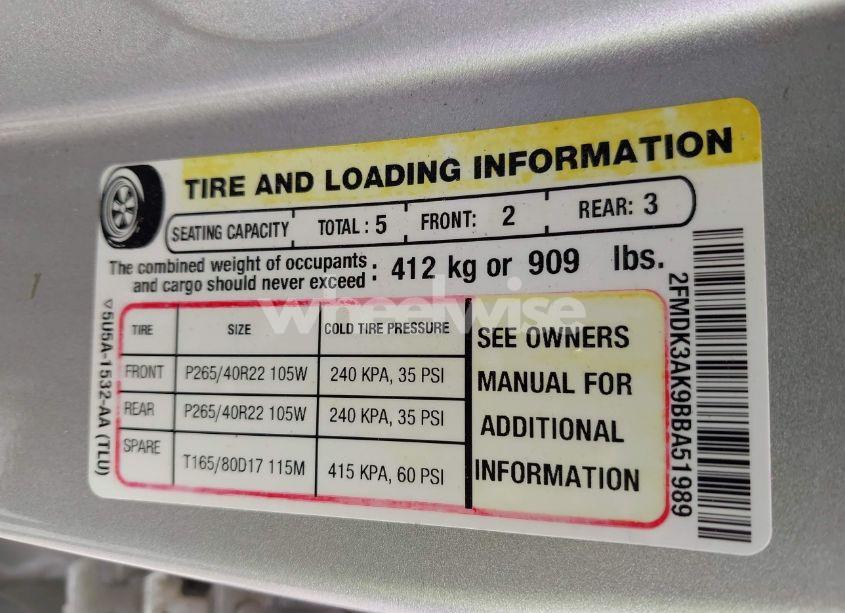 TIRE AND LOADING INFORMATION
SEATING CAPACITY TOTAL : 5 FRONT: 2 REAR: 3
The combined weight of occupants
and cargo should never exceed : 412 kg or 909 lbs.
TIRE SIZE COLD TIRE PRESSURE
FRONT P265/40R22 105W 240 KPA, 35 PSI
REAR P265/40R22 105W 240 KPA, 35 PSI
SPARE T165/80D17 115M 415 KPA, 60 PSI
SEE OWNERS
MANUAL FOR
ADDITIONAL
INFORMATION
5U5A-1532-AA (TLU)
2FMDK3AK9BBA51989
wheelwise